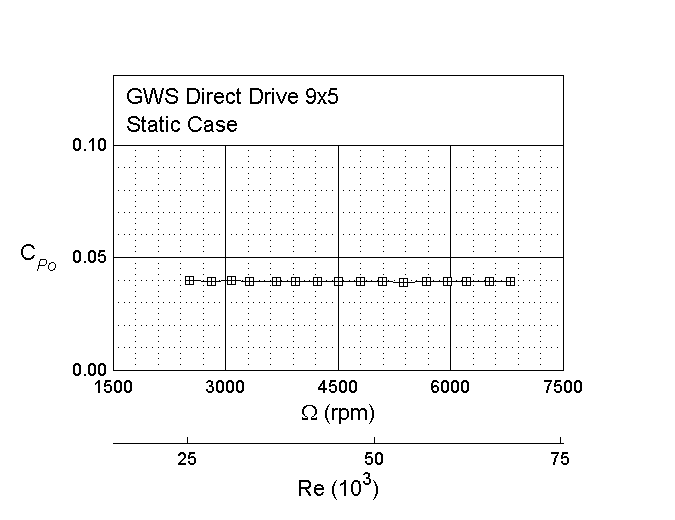 GWS Direct Drive 9x5
Static Case
0.10
C_Po 0.05
0.00
1500 3000 4500 6000 7500
Ω (rpm)
25 50 75
Re (10³)